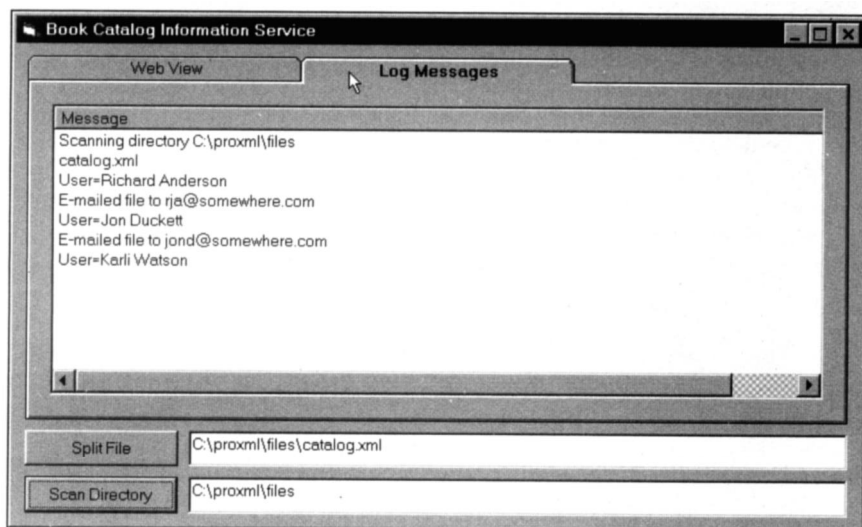 Book Catalog Information Service
Web View
Log Messages
Message
Scanning directory C:\proxml\files
catalog.xml
User=Richard Anderson
E-mailed file to rja@somewhere.com
User=Jon Duckett
E-mailed file to jond@somewhere.com
User=Karli Watson
Split File
C:\proxml\files\catalog.xml
Scan Directory
C:\proxml\files